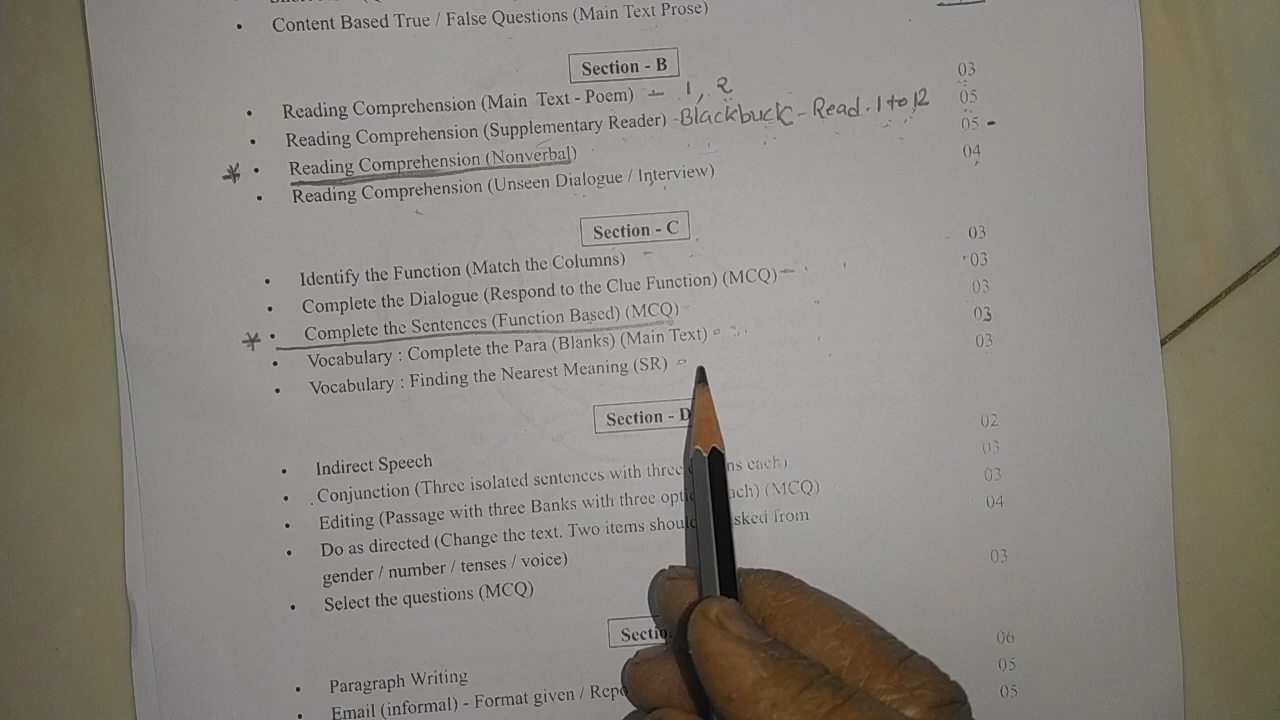 • Content Based True / False Questions (Main Text Prose)
Section - B
• Reading Comprehension (Main Text - Poem) – 1, 2 03
• Reading Comprehension (Supplementary Reader) - Blackbuck - Read. 1 to 12 05
* • Reading Comprehension (Nonverbal) 05 -
• Reading Comprehension (Unseen Dialogue / Interview) 04
Section - C
• Identify the Function (Match the Columns) - 03
• Complete the Dialogue (Respond to the Clue Function) (MCQ) – 03
* • Complete the Sentences (Function Based) (MCQ) 03
• Vocabulary : Complete the Para (Blanks) (Main Text) - 03
• Vocabulary : Finding the Nearest Meaning (SR) - 03
Section - D
• Indirect Speech 02
• Conjunction (Three isolated sentences with three each) 03
• Editing (Passage with three Banks with three each) (MCQ) 03
• Do as directed (Change the text. Two items from 04
gender / number / tenses / voice)
• Select the questions (MCQ) 03
• Paragraph Writing 06
• Email (informal) - Format given / 05
05